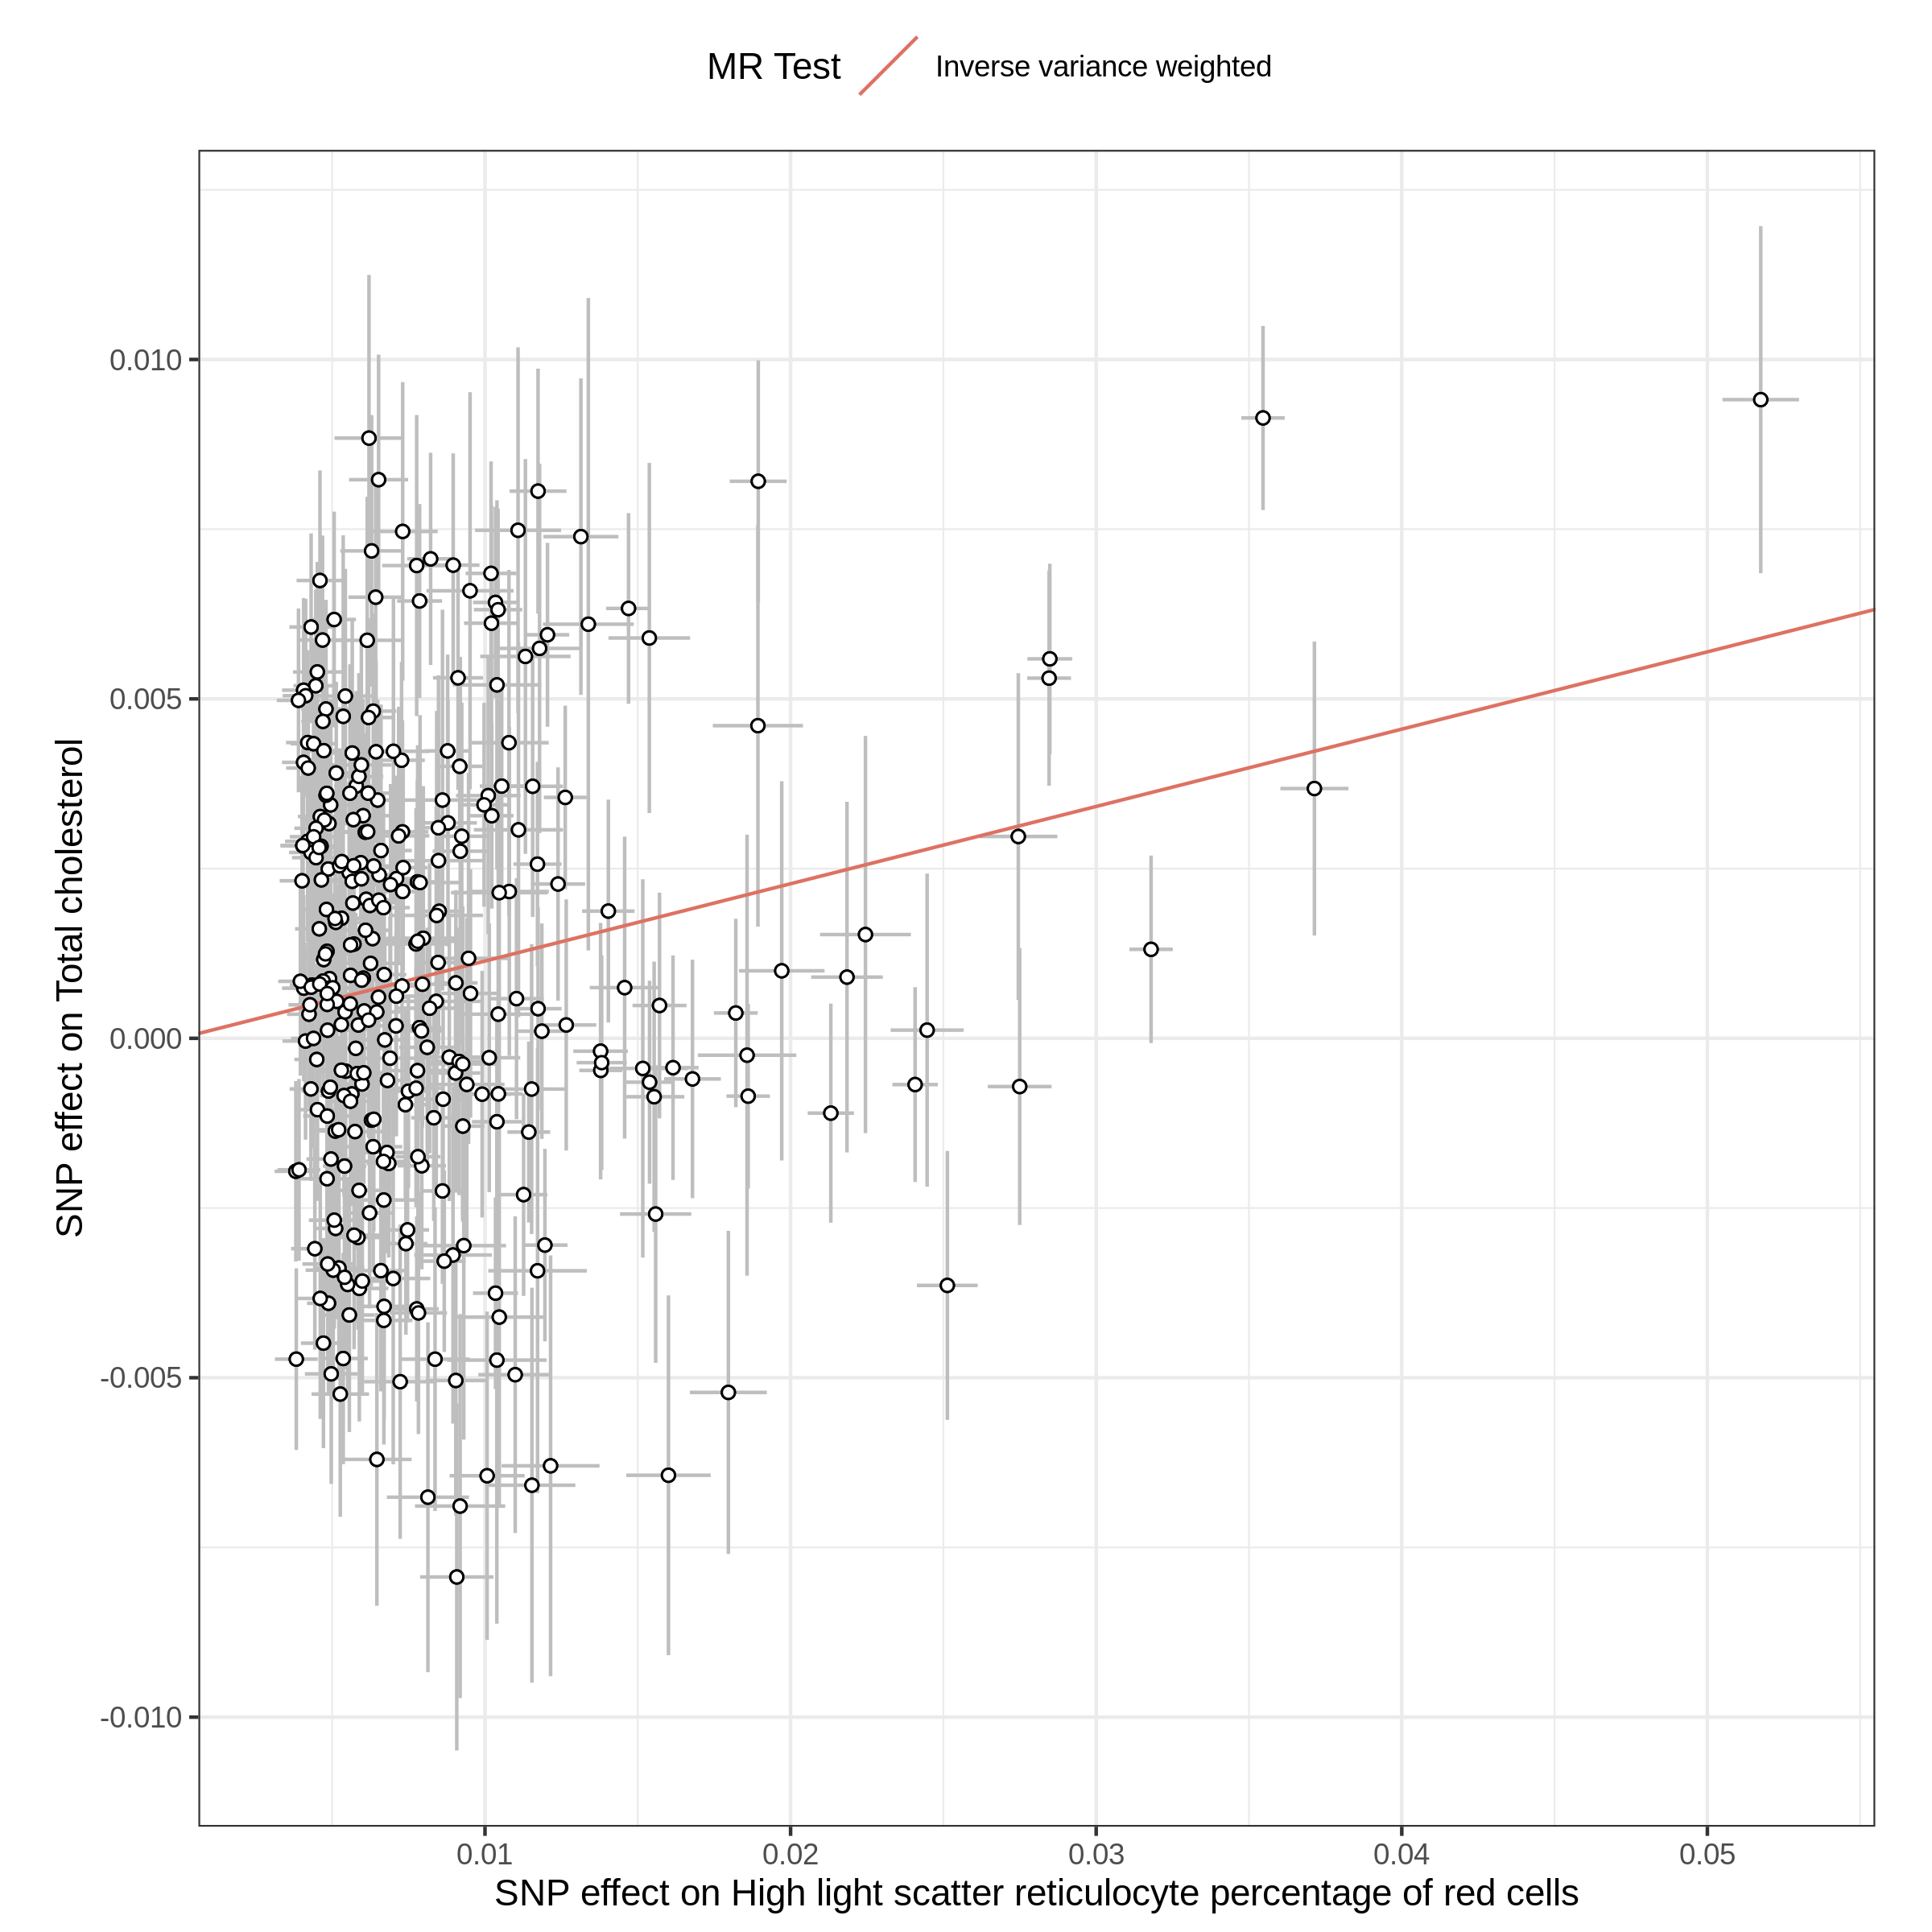 MR Test
Inverse variance weighted
SNP effect on Total cholesterol
0.010
0.005
0.000
-0.005
-0.010
0.01
0.02
0.03
0.04
0.05
SNP effect on High light scatter reticulocyte percentage of red cells